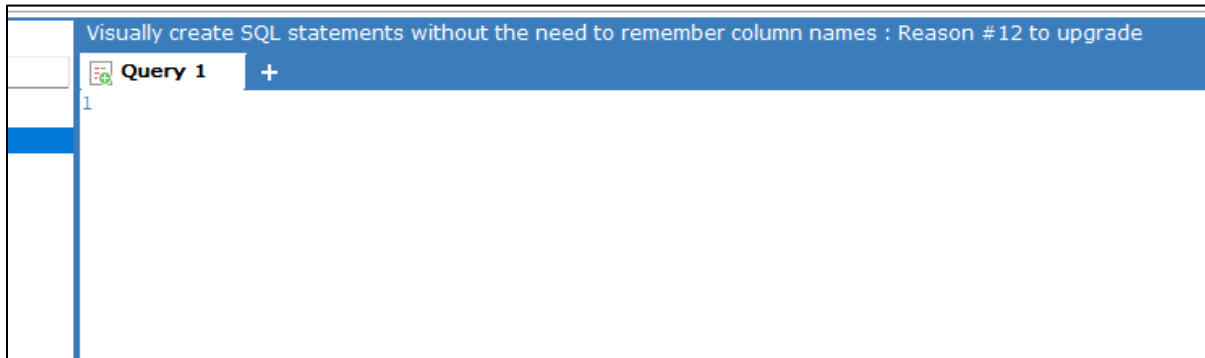 Visually create SQL statements without the need to remember column names : Reason #12 to upgrade
Query 1 +
1